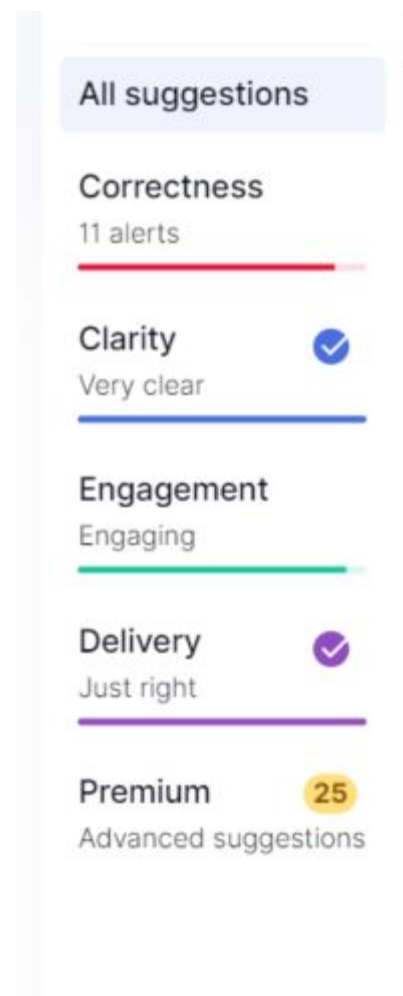 All suggestions
Correctness
11 alerts
Clarity
Very clear
Engagement
Engaging
Delivery
Just right
Premium 25
Advanced suggestions